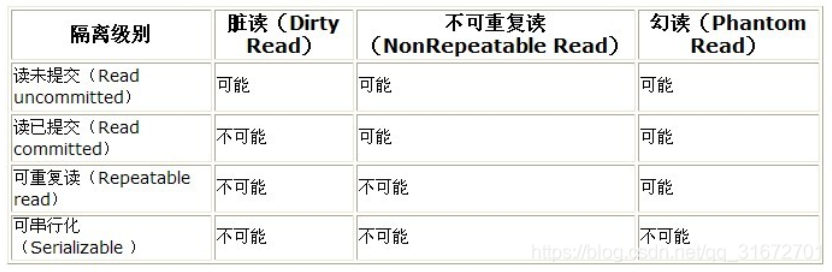 隔离级别
脏读（Dirty
Read）
不可重复读
（NonRepeatable Read）
幻读（Phantom
Read）
读未提交（Read
uncommitted）
可能
可能
可能
读已提交（Read
committed）
不可能
可能
可能
可重复读（Repeatable
read）
不可能
不可能
可能
可串行化
（Serializable ）
不可能
不可能
不可能
https://blog.csdn.net/qq_31672701